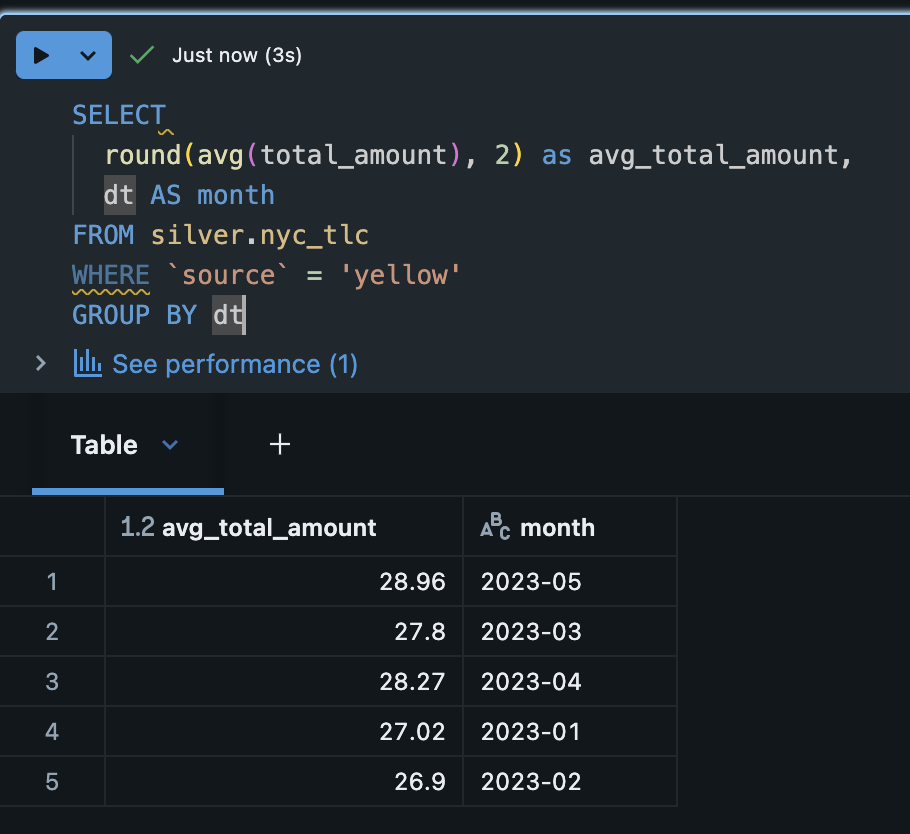 Just now (3s)
SELECT
round(avg(total_amount), 2) as avg_total_amount,
dt AS month
FROM silver.nyc_tlc
WHERE `source` = 'yellow'
GROUP BY dt
See performance (1)
Table +
1.2 avg_total_amount ABC month
1 28.96 2023-05
2 27.8 2023-03
3 28.27 2023-04
4 27.02 2023-01
5 26.9 2023-02